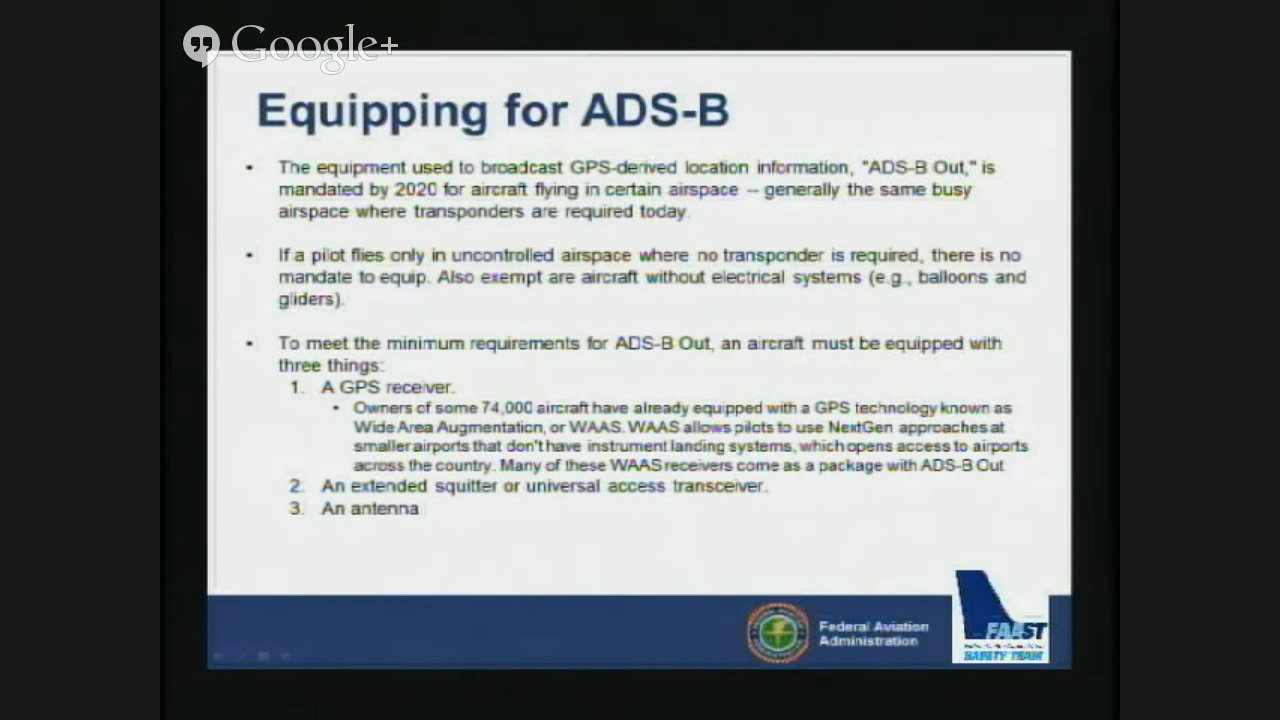 Google+
Equipping for ADS-B
• The equipment used to broadcast GPS-derived location information, "ADS-B Out," is
mandated by 2020 for aircraft flying in certain airspace -- generally the same busy
airspace where transponders are required today.
• If a pilot flies only in uncontrolled airspace where no transponder is required, there is no
mandate to equip. Also exempt are aircraft without electrical systems (e.g., balloons and
gliders).
• To meet the minimum requirements for ADS-B Out, an aircraft must be equipped with
three things:
1. A GPS receiver.
• Owners of some 74,000 aircraft have already equipped with a GPS technology known as
Wide Area Augmentation, or WAAS. WAAS allows pilots to use NextGen approaches at
smaller airports that don't have instrument landing systems, which opens access to airports
across the country. Many of these WAAS receivers come as a package with ADS-B Out
2. An extended squitter or universal access transceiver.
3. An antenna
Federal Aviation
Administration
FAAST
SAFETY TEAM